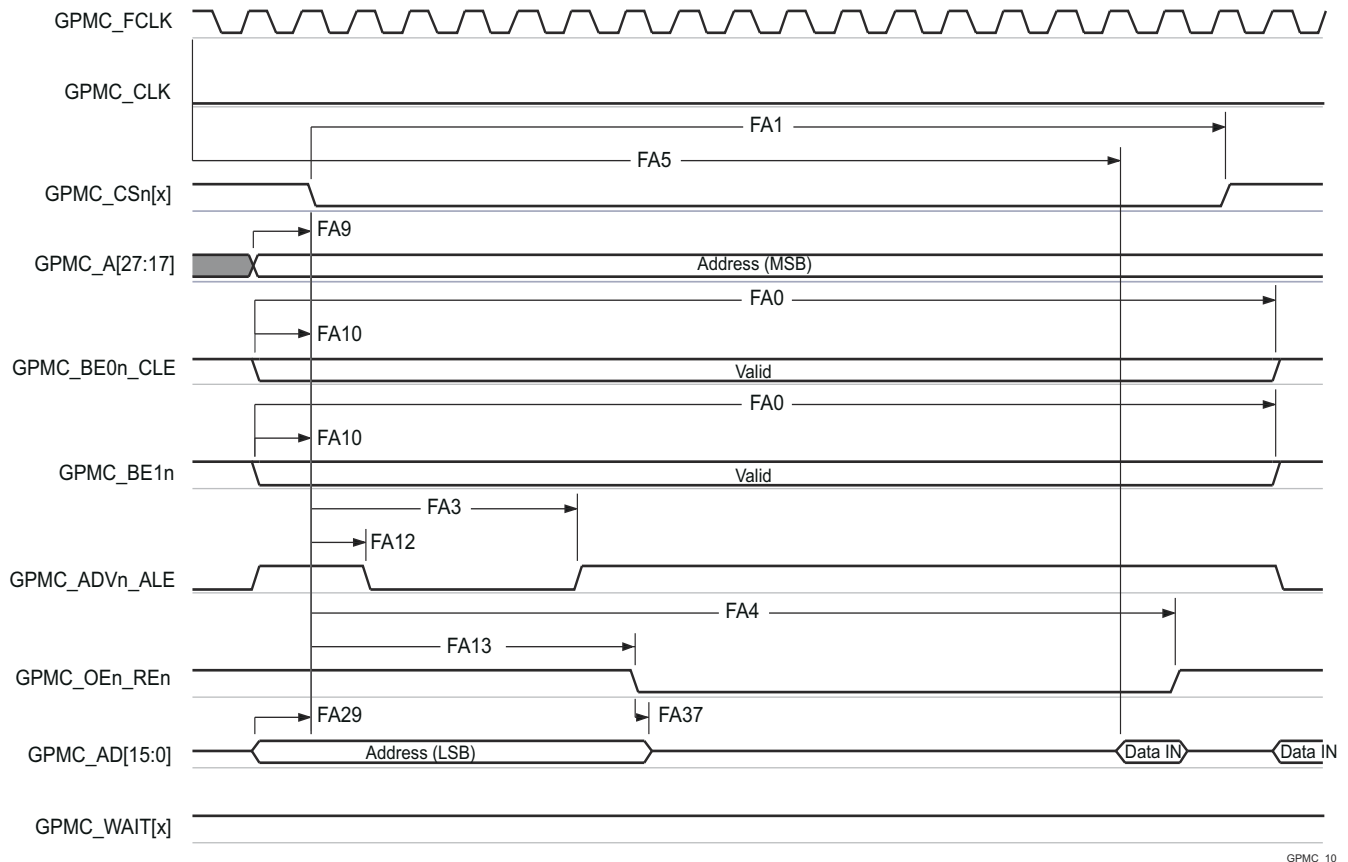 GPMC_FCLK
GPMC_CLK
FA1
FA5
GPMC_CSn[x]
FA9
GPMC_A[27:17]
Address (MSB)
FA0
FA10
GPMC_BE0n_CLE
Valid
FA0
FA10
GPMC_BE1n
Valid
FA3
FA12
GPMC_ADVn_ALE
FA4
FA13
GPMC_OEn_REn
FA29
FA37
GPMC_AD[15:0]
Address (LSB)
Data IN
Data IN
GPMC_WAIT[x]
GPMC_10